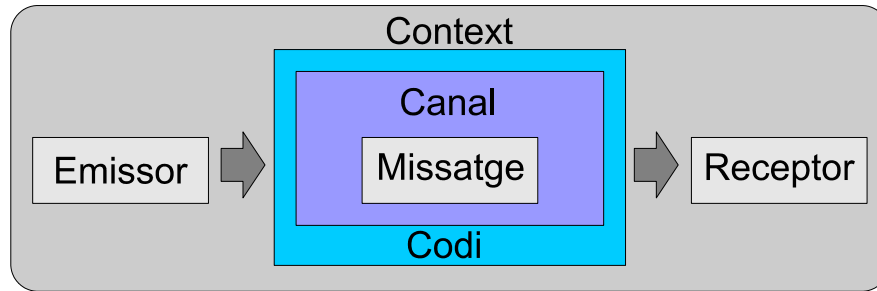 Context
Canal
Emissor
Missatge
Receptor
Codi